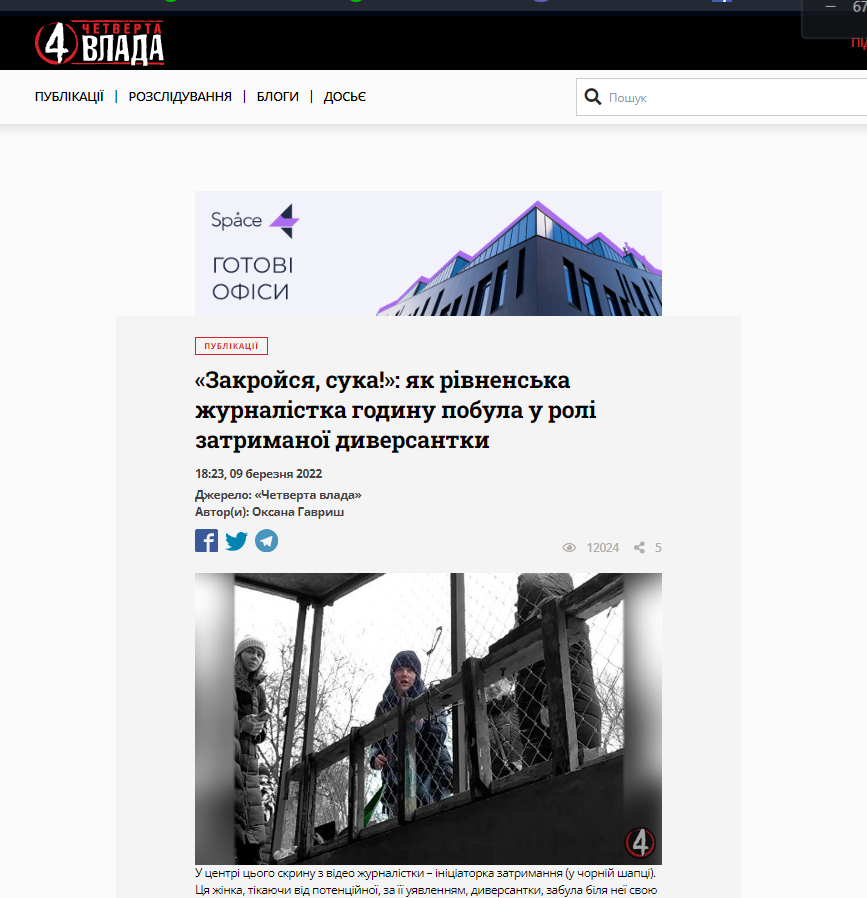 67
ЧЕТВЕРТА
4 ВЛАДА
ПУБЛІКАЦІЇ | РОЗСЛІДУВАННЯ | БЛОГИ | ДОСЬЄ
Пошук
Space
ГОТОВІ
ОФІСИ
ПУБЛІКАЦІЇ
«Закройся, сука!»: як рівненська
журналістка годину побула у ролі
затриманої диверсантки
18:23, 09 березня 2022
Джерело: «Четверта влада»
Автор(и): Оксана Гавриш
12024 5
4
У центрі цього скрину з відео журналістки – ініціаторка затримання (у чорній шапці).
Ця жінка, тікаючи від потенційної, за її уявленням, диверсантки, забула біля неї свою